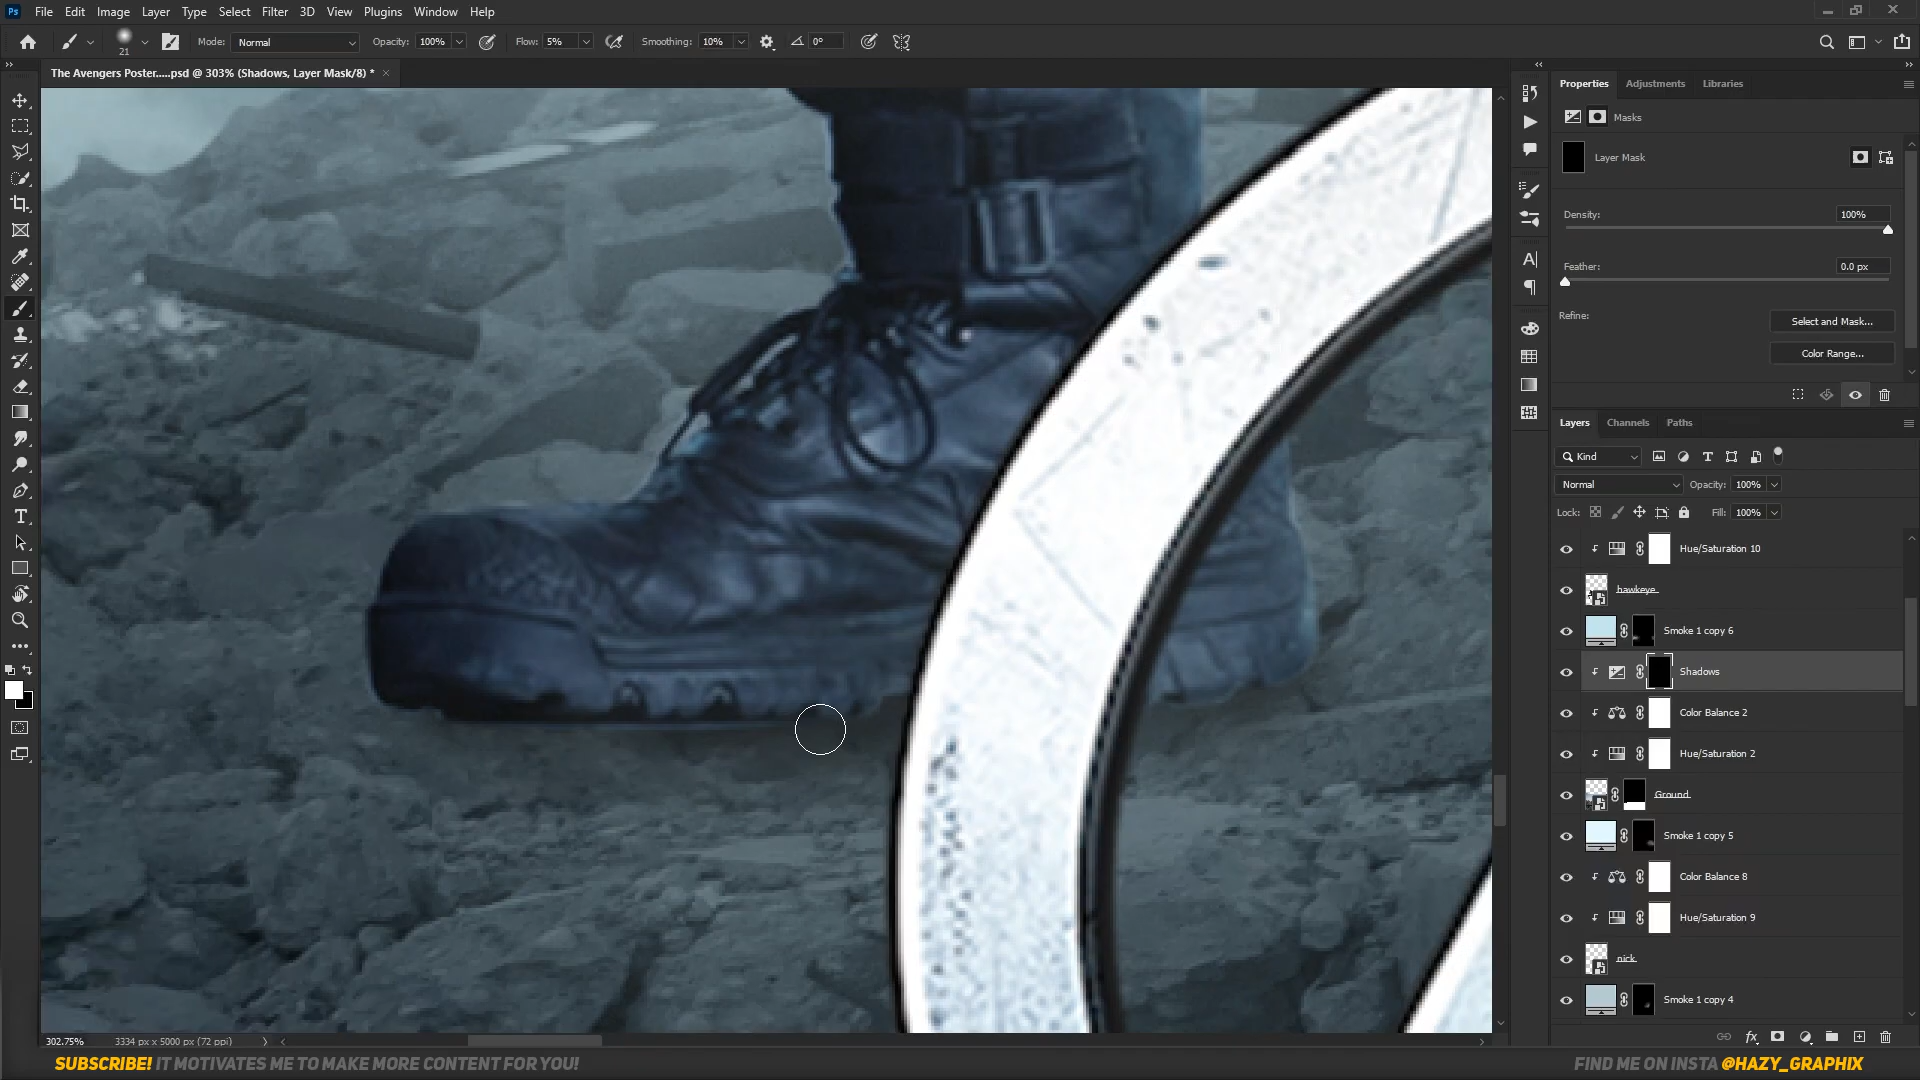 Ps File Edit Image Layer Type Select Filter 3D View Plugins Window Help
21 Mode: Normal Opacity: 100% Flow: 5% Smoothing: 10% 0°
The Avengers Poster.....psd @ 303% (Shadows, Layer Mask/8) * ×
Properties Adjustments Libraries
Masks
Layer Mask
Density: 100%
Feather: 0.0 px
Refine: Select and Mask...
Color Range...
Layers Channels Paths
Kind
Normal Opacity: 100%
Lock: Fill: 100%
Hue/Saturation 10
hawkeye
Smoke 1 copy 6
Shadows
Color Balance 2
Hue/Saturation 2
Ground
Smoke 1 copy 5
Color Balance 8
Hue/Saturation 9
nick
Smoke 1 copy 4
302.75% 3334 px x 5000 px (72 ppi)
SUBSCRIBE! IT MOTIVATES ME TO MAKE MORE CONTENT FOR YOU!
FIND ME ON INSTA @HAZY_GRAPHIX